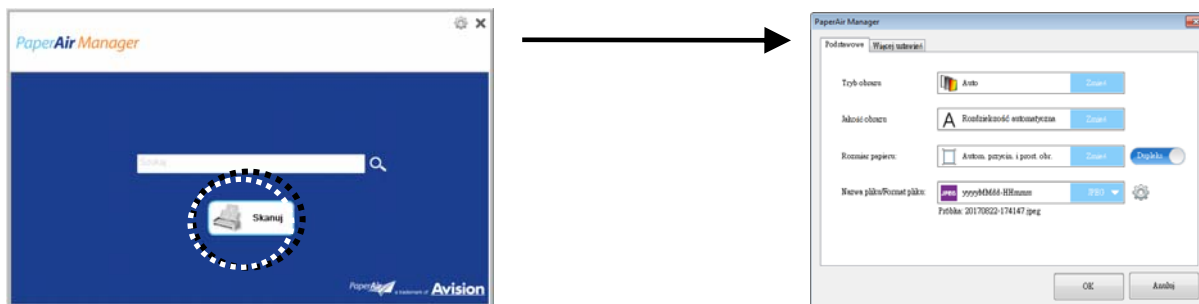 PaperAir Manager
Szukaj
Skanuj
PaperAir a trademark of Avision
PaperAir Manager
Podstawowe Więcej ustawień
Tryb obrazu Auto Zmień
Jakość obrazu Rozdzielczość automatyczna Zmień
Rozmiar papieru: Autom. przycin. i prost. obr. Zmień Dupleks
Nazwa pliku/Format pliku: JPEG yyyyMMdd-HHmmss JPEG
Próbka: 20170822-174147.jpeg
OK Anuluj